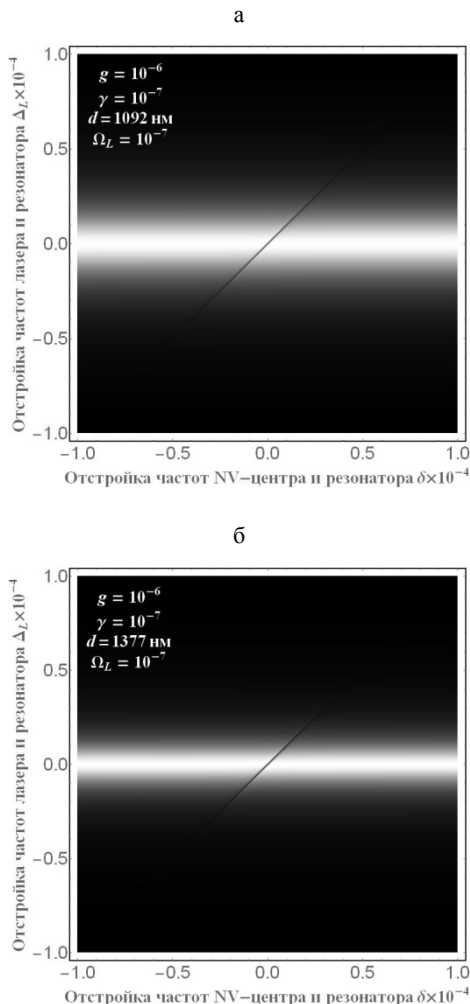 а
1.0
0.5
0.0
−0.5
−1.0
Отстройка частот лазера и резонатора Δ_L×10⁻⁴
g = 10⁻⁶
γ = 10⁻⁷
d = 1092 нм
Ω_L = 10⁻⁷
−1.0 −0.5 0.0 0.5 1.0
Отстройка частот NV−центра и резонатора δ×10⁻⁴
б
1.0
0.5
0.0
−0.5
−1.0
Отстройка частот лазера и резонатора Δ_L×10⁻⁴
g = 10⁻⁶
γ = 10⁻⁷
d = 1377 нм
Ω_L = 10⁻⁷
−1.0 −0.5 0.0 0.5 1.0
Отстройка частот NV−центра и резонатора δ×10⁻⁴